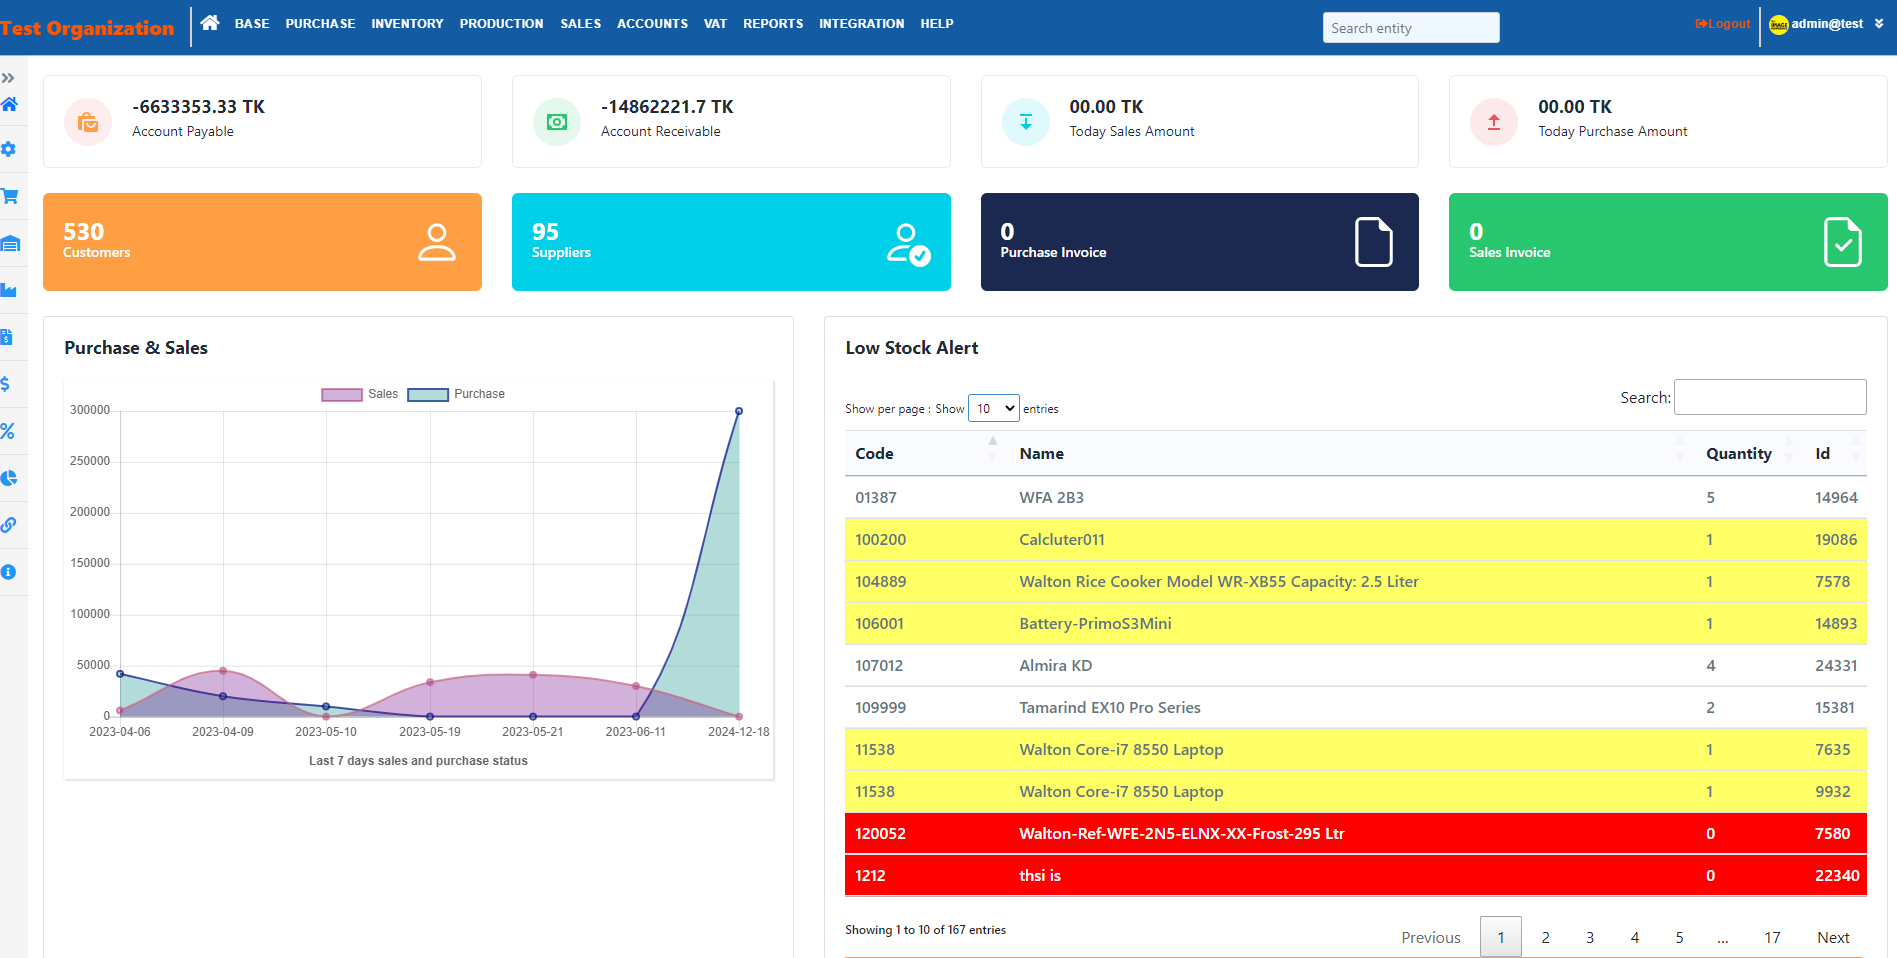 Test Organization
BASE PURCHASE INVENTORY PRODUCTION SALES ACCOUNTS VAT REPORTS INTEGRATION HELP
Search entity
Logout
admin@test
-6633353.33 TK
Account Payable
-14862221.7 TK
Account Receivable
00.00 TK
Today Sales Amount
00.00 TK
Today Purchase Amount
530
Customers
95
Suppliers
0
Purchase Invoice
0
Sales Invoice
Purchase & Sales
Sales Purchase
300000
250000
200000
150000
100000
50000
0
2023-04-06 2023-04-09 2023-05-10 2023-05-19 2023-05-21 2023-06-11 2024-12-18
Last 7 days sales and purchase status
Low Stock Alert
Show per page : Show 10 entries
Search:
Code Name Quantity Id
01387 WFA 2B3 5 14964
100200 Calcluter011 1 19086
104889 Walton Rice Cooker Model WR-XB55 Capacity: 2.5 Liter 1 7578
106001 Battery-PrimoS3Mini 1 14893
107012 Almira KD 4 24331
109999 Tamarind EX10 Pro Series 2 15381
11538 Walton Core-i7 8550 Laptop 1 7635
11538 Walton Core-i7 8550 Laptop 1 9932
120052 Walton-Ref-WFE-2N5-ELNX-XX-Frost-295 Ltr 0 7580
1212 thsi is 0 22340
Showing 1 to 10 of 167 entries
Previous 1 2 3 4 5 ... 17 Next